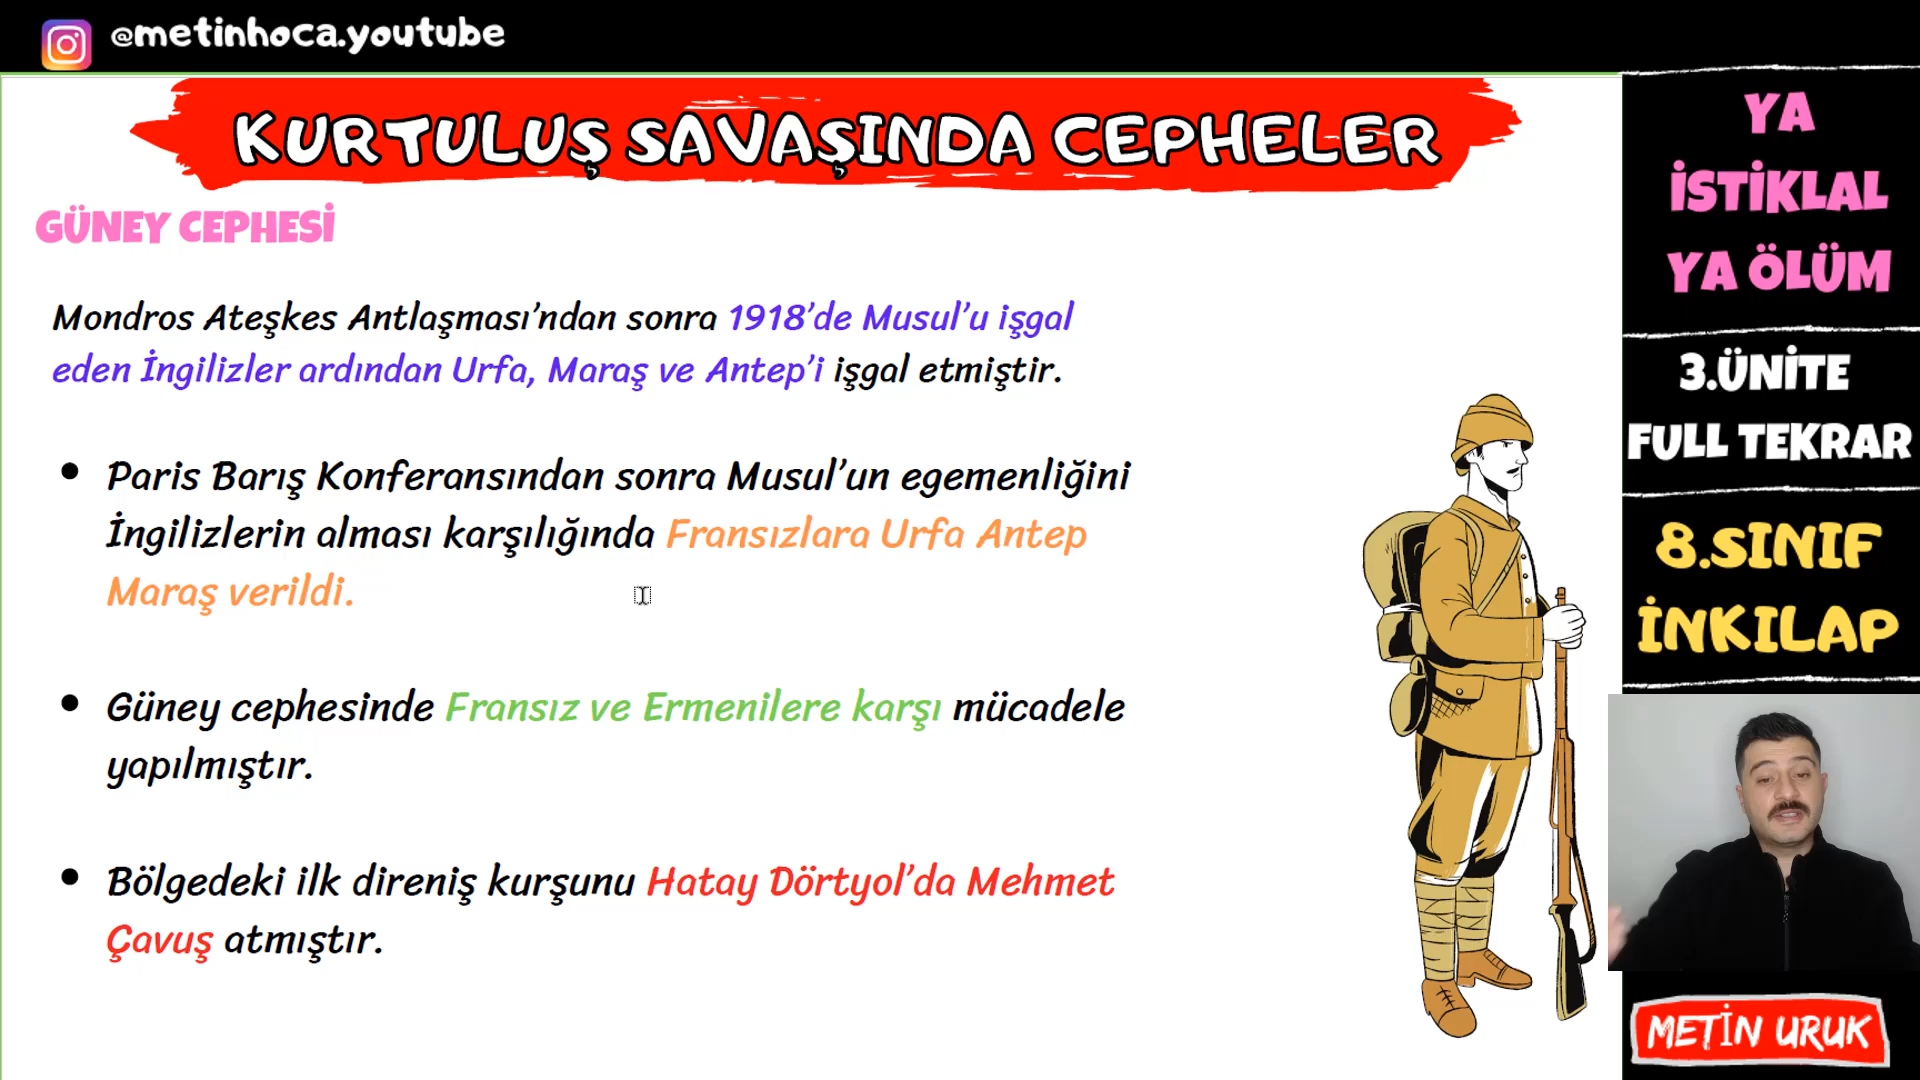 @metinhoca.youtube
KURTULUŞ SAVAŞINDA CEPHELER
GÜNEY CEPHESİ
Mondros Ateşkes Antlaşması’ndan sonra 1918’de Musul’u işgal
eden İngilizler ardından Urfa, Maraş ve Antep’i işgal etmiştir.
• Paris Barış Konferansından sonra Musul’un egemenliğini
İngilizlerin alması karşılığında Fransızlara Urfa Antep
Maraş verildi.
• Güney cephesinde Fransız ve Ermenilere karşı mücadele
yapılmıştır.
• Bölgedeki ilk direniş kurşunu Hatay Dörtyol’da Mehmet
Çavuş atmıştır.
YA
İSTİKLAL
YA ÖLÜM
3.ÜNİTE
FULL TEKRAR
8.SINIF
İNKILAP
METİN URUK